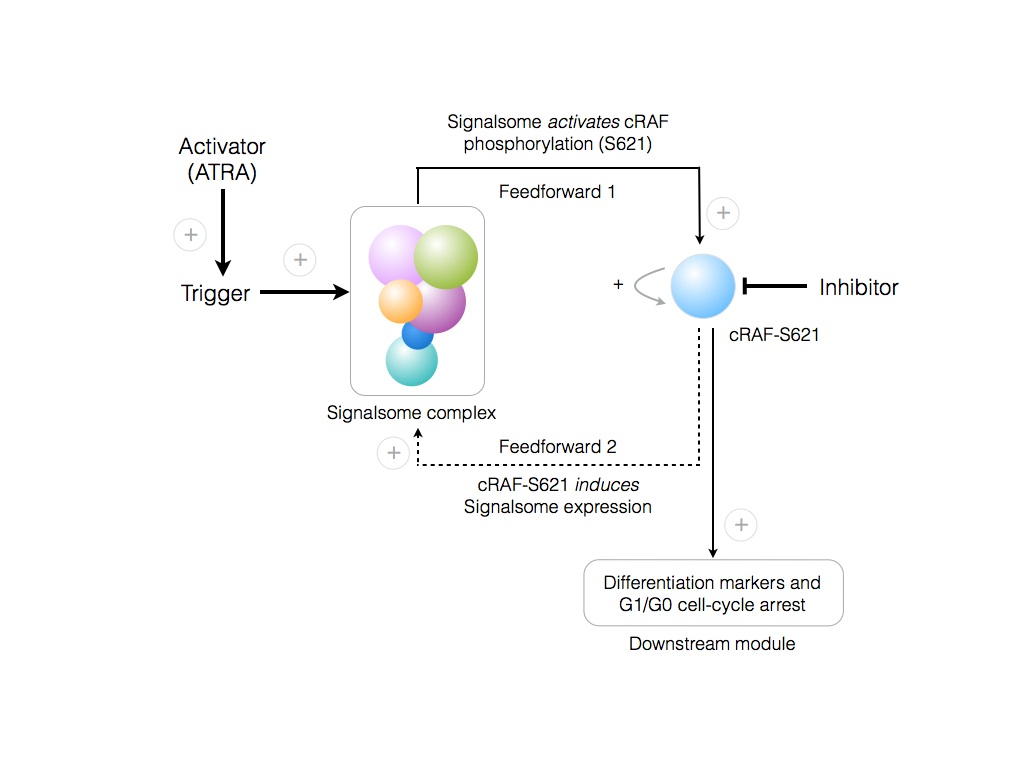 Signalsome activates cRAF
phosphorylation (S621)
Activator
(ATRA)
Feedforward 1
+
+
+
Trigger
+
Inhibitor
cRAF-S621
Signalsome complex
+
Feedforward 2
cRAF-S621 induces
Signalsome expression
+
Differentiation markers and
G1/G0 cell-cycle arrest
Downstream module